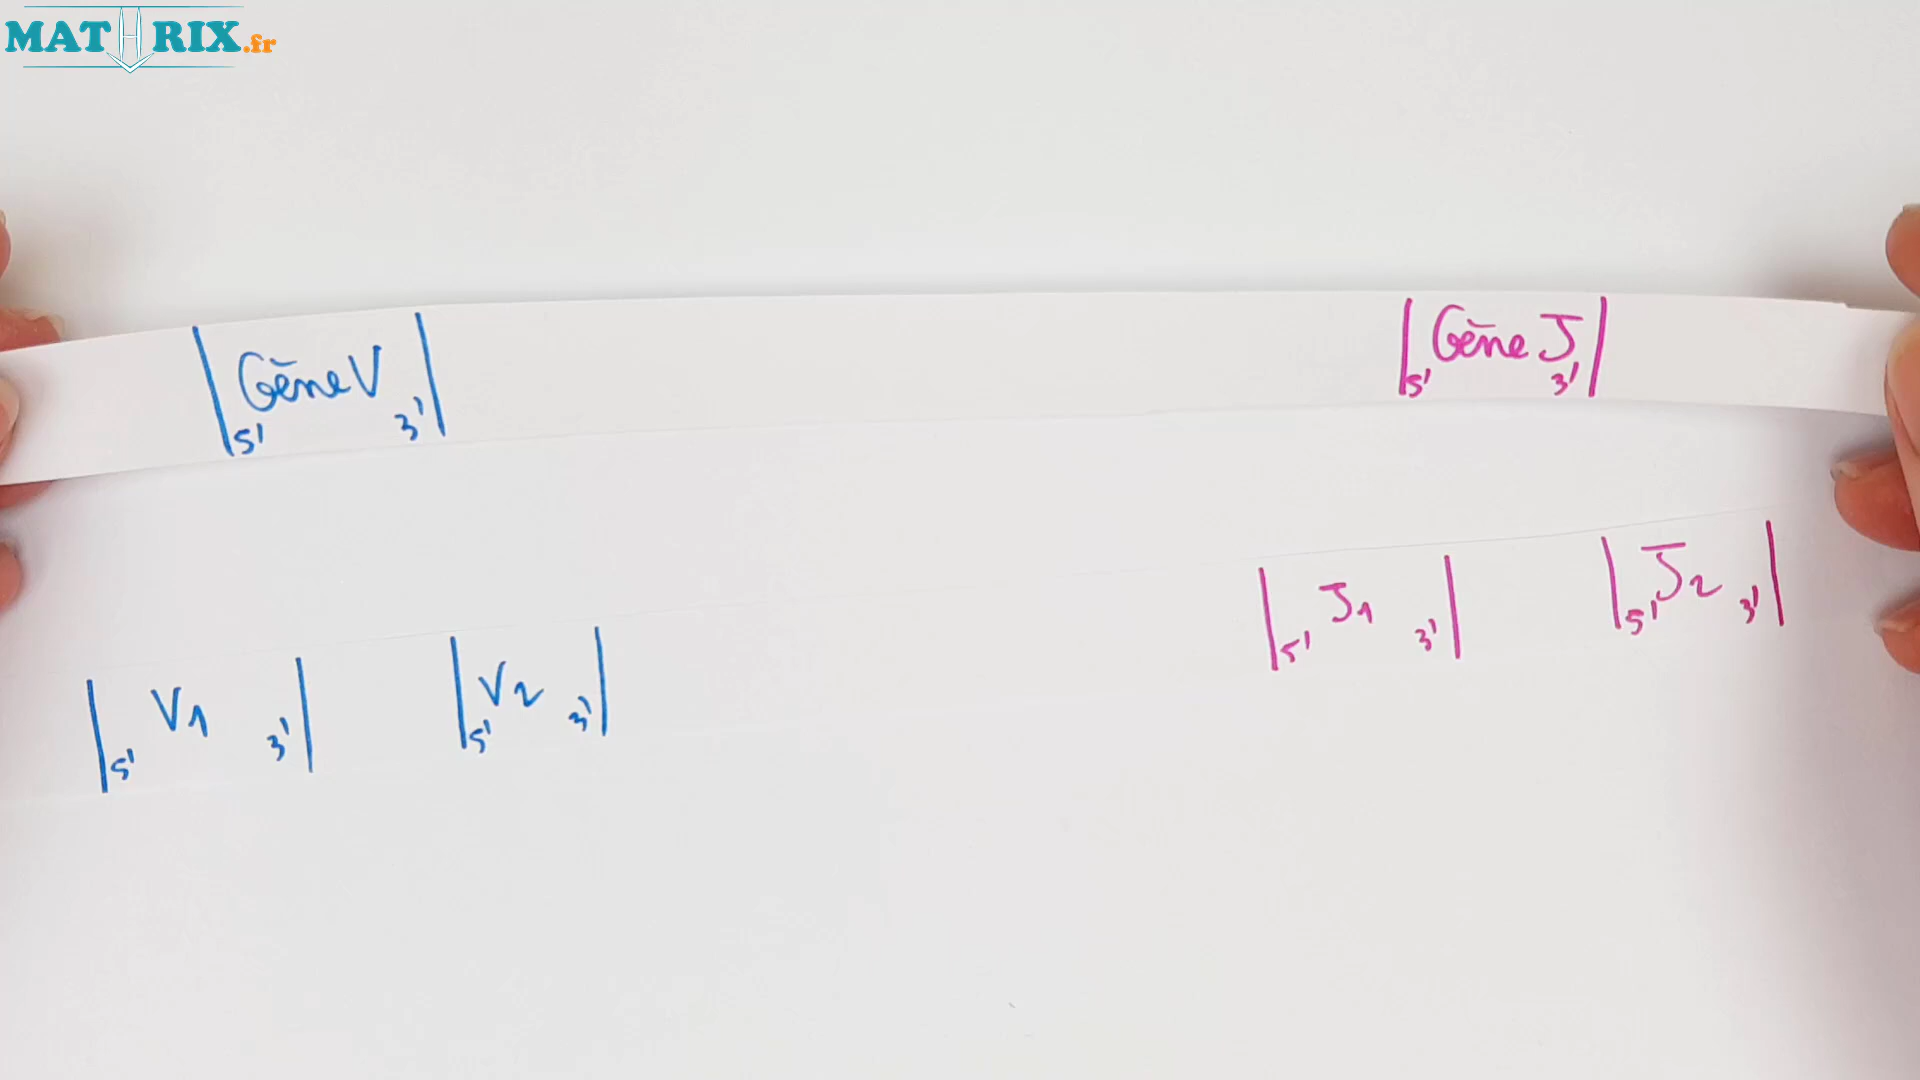 MATHRIX.fr
5' Gène V 3'
5' Gène J 3'
5' V1 3'
5' V2 3'
5' J1 3'
5' J2 3'